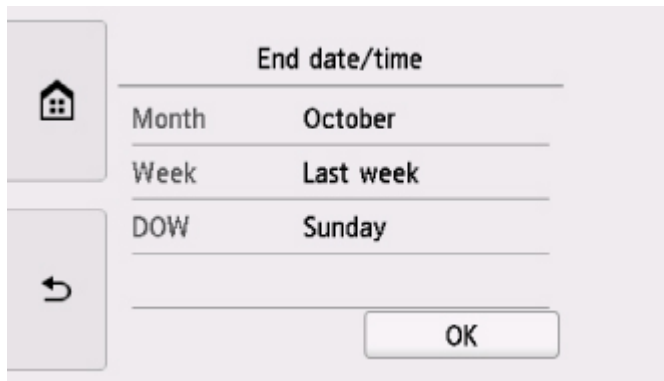 End date/time
Month October
Week Last week
DOW Sunday
OK